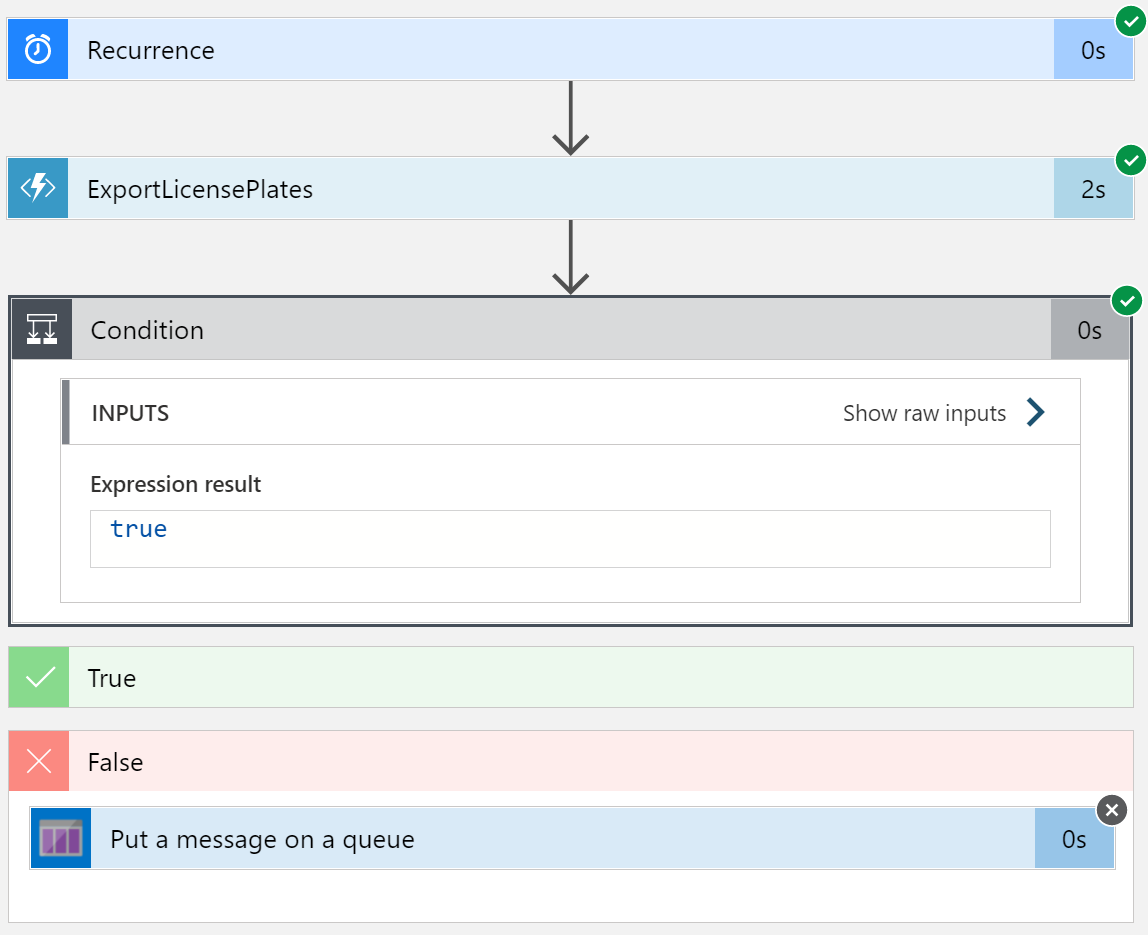 Recurrence 0s
ExportLicensePlates 2s
Condition 0s
INPUTS Show raw inputs
Expression result
true
True
False
Put a message on a queue 0s